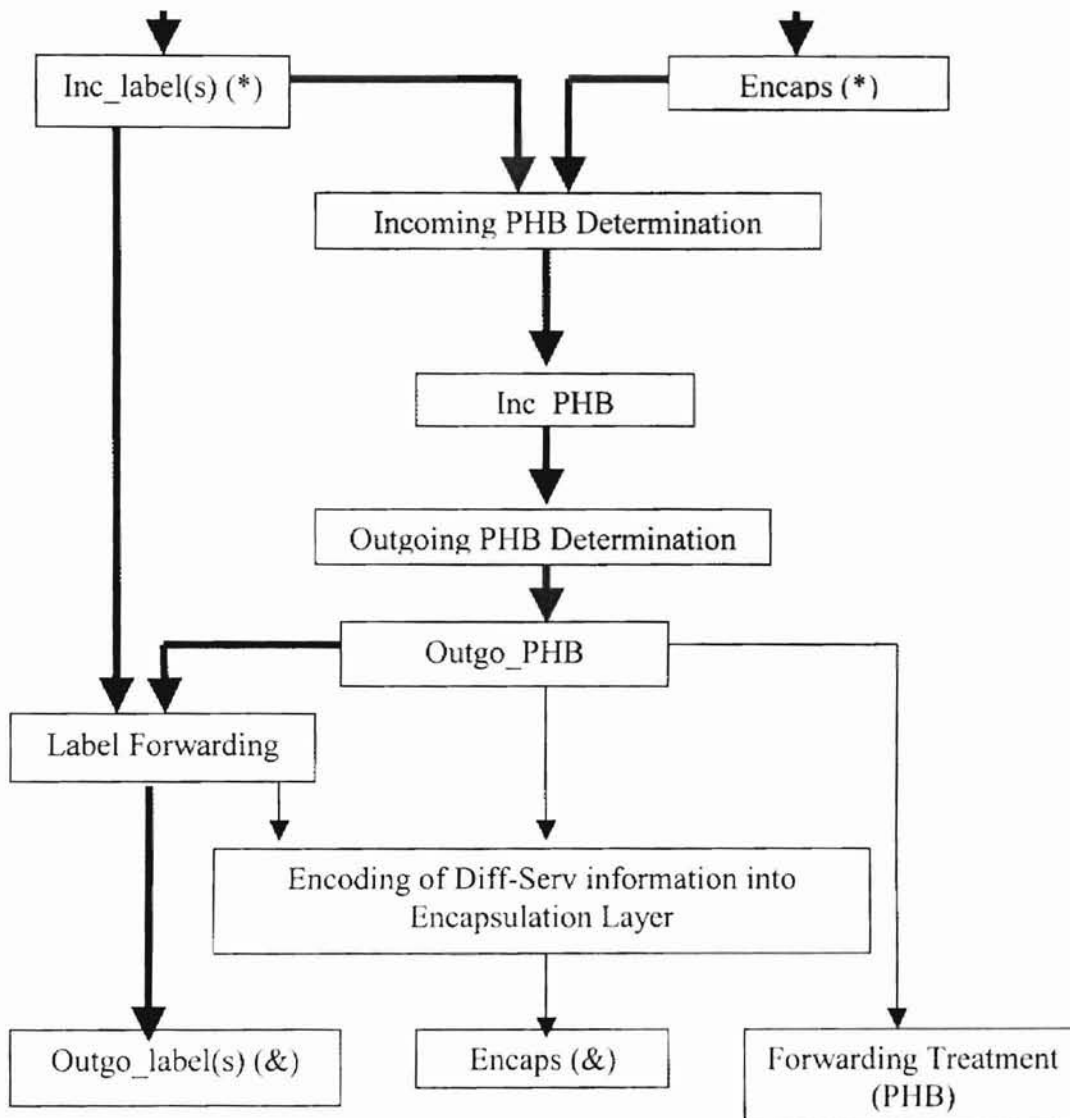 Inc_label(s) (*)
Encaps (*)
Incoming PHB Determination
Inc PHB
Outgoing PHB Determination
Outgo_PHB
Label Forwarding
Encoding of Diff-Serv information into
Encapsulation Layer
Outgo_label(s) (&)
Encaps (&)
Forwarding Treatment
(PHB)